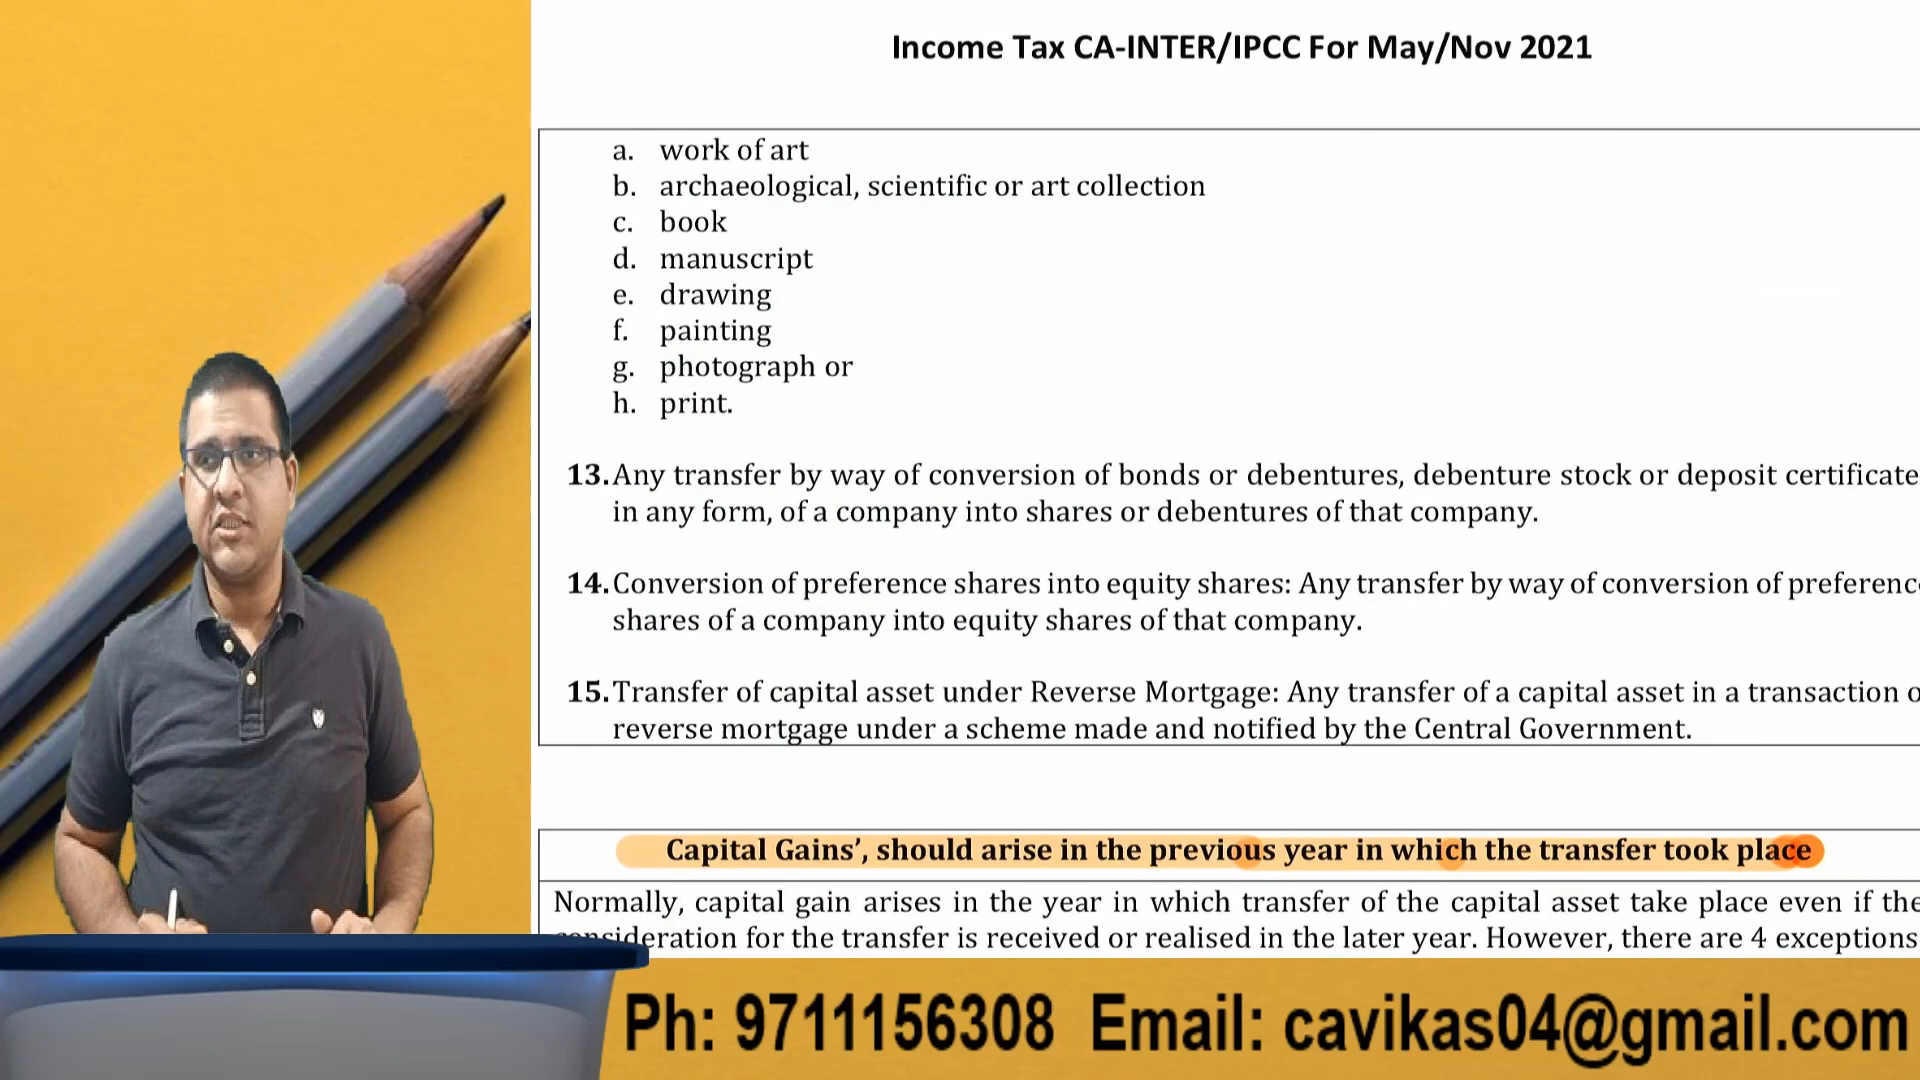 Income Tax CA-INTER/IPCC For May/Nov 2021
a. work of art
b. archaeological, scientific or art collection
c. book
d. manuscript
e. drawing
f. painting
g. photograph or
h. print.
13. Any transfer by way of conversion of bonds or debentures, debenture stock or deposit certificate
in any form, of a company into shares or debentures of that company.
14. Conversion of preference shares into equity shares: Any transfer by way of conversion of preferenc
shares of a company into equity shares of that company.
15. Transfer of capital asset under Reverse Mortgage: Any transfer of a capital asset in a transaction o
reverse mortgage under a scheme made and notified by the Central Government.
Capital Gains’, should arise in the previous year in which the transfer took place
Normally, capital gain arises in the year in which transfer of the capital asset take place even if the
consideration for the transfer is received or realised in the later year. However, there are 4 exceptions
Ph: 9711156308 Email: cavikas04@gmail.com